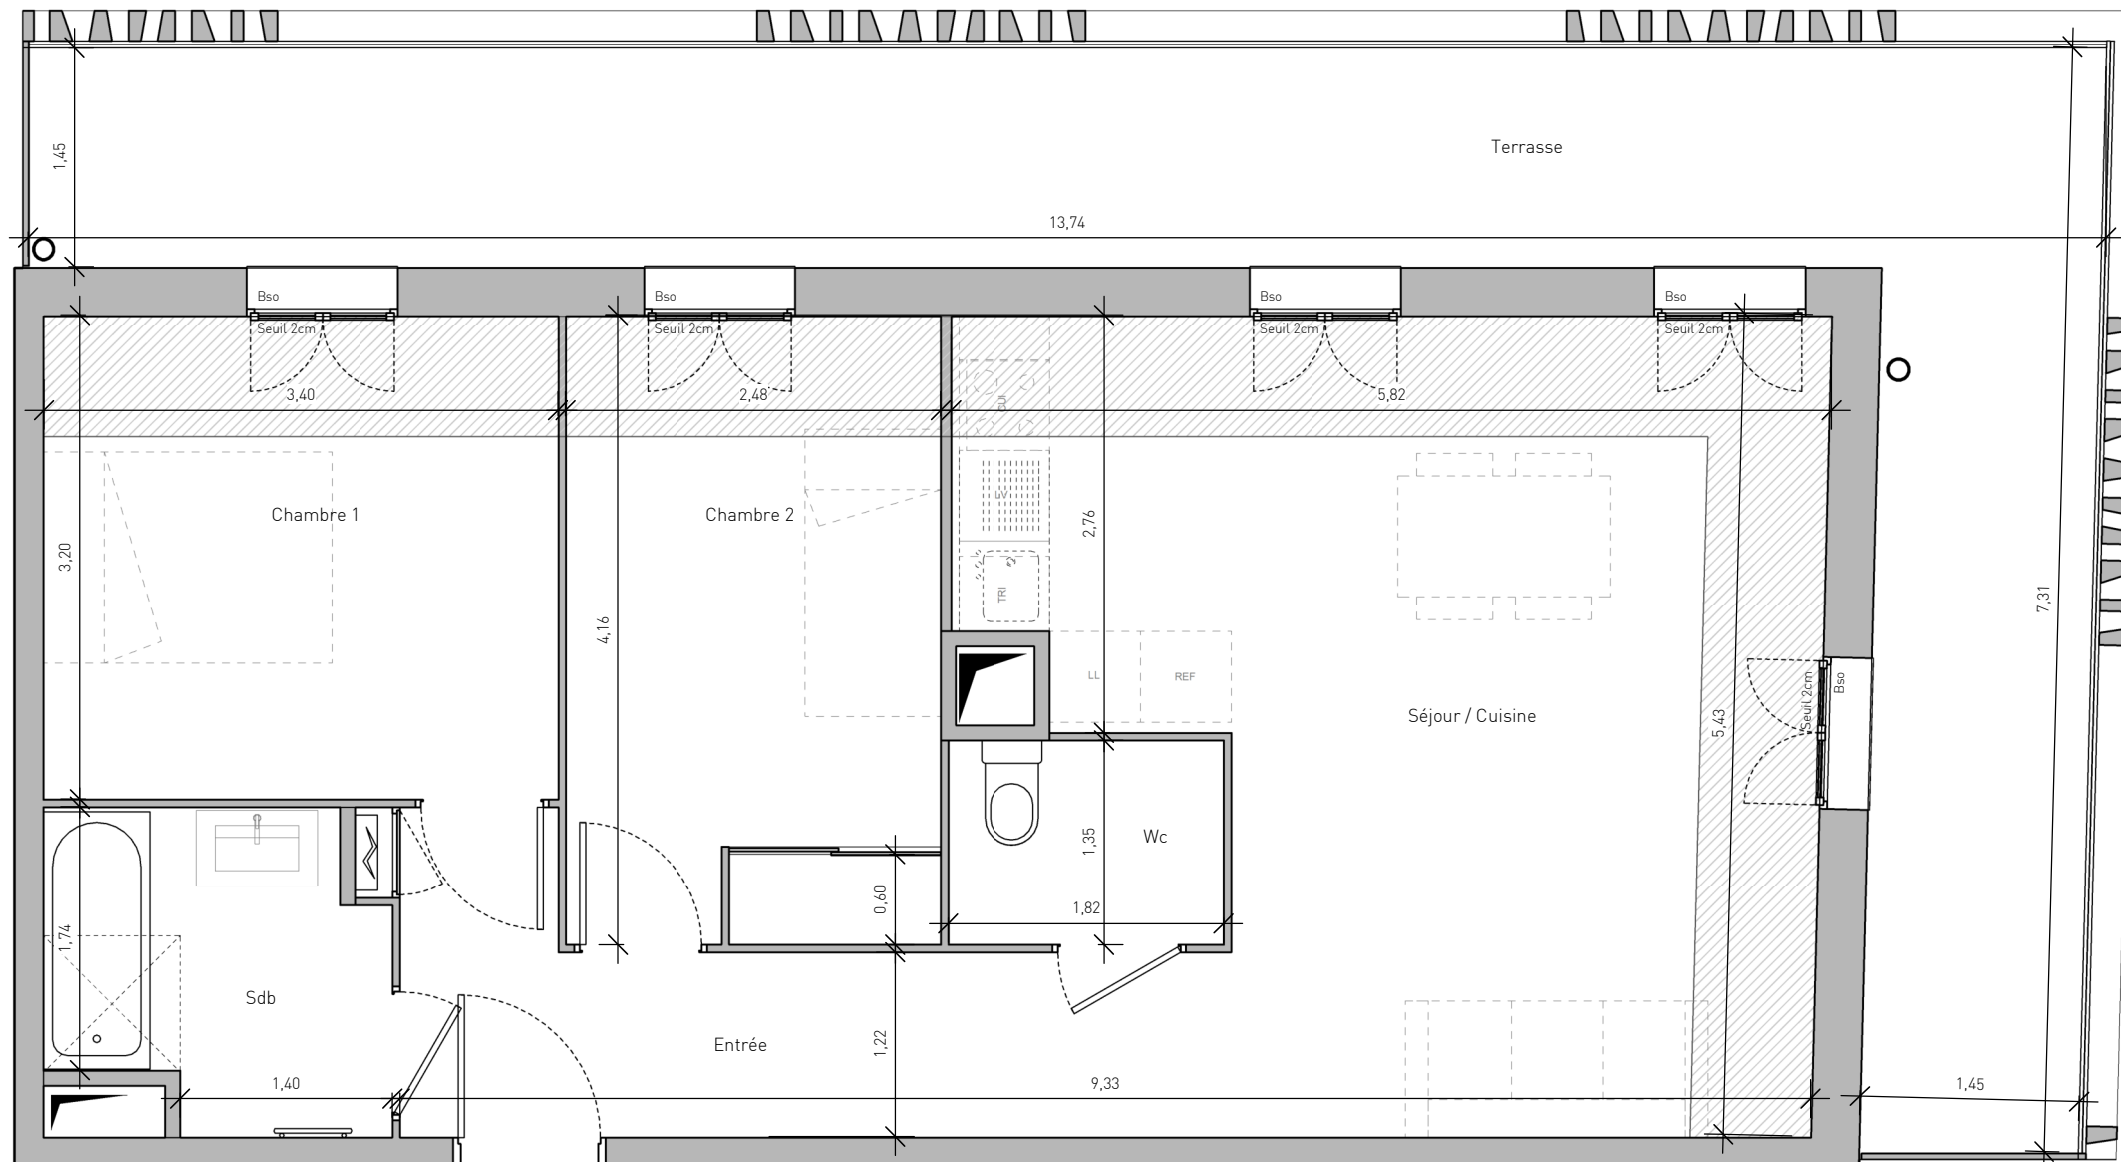 1,45
Terrasse
13,74
Bso
Seuil 2cm
Bso
Seuil 2cm
Bso
Seuil 2cm
Bso
Seuil 2cm
3,40
2,48
CUI
5,82
LV
Chambre 1
Chambre 2
2,76
3,20
TRI
4,16
7,31
LL
REF
Séjour / Cuisine
5,43
Seuil 2cm
Bso
1,35
Wc
0,60
1,82
1,74
Sdb
Entrée
1,22
1,40
9,33
1,45